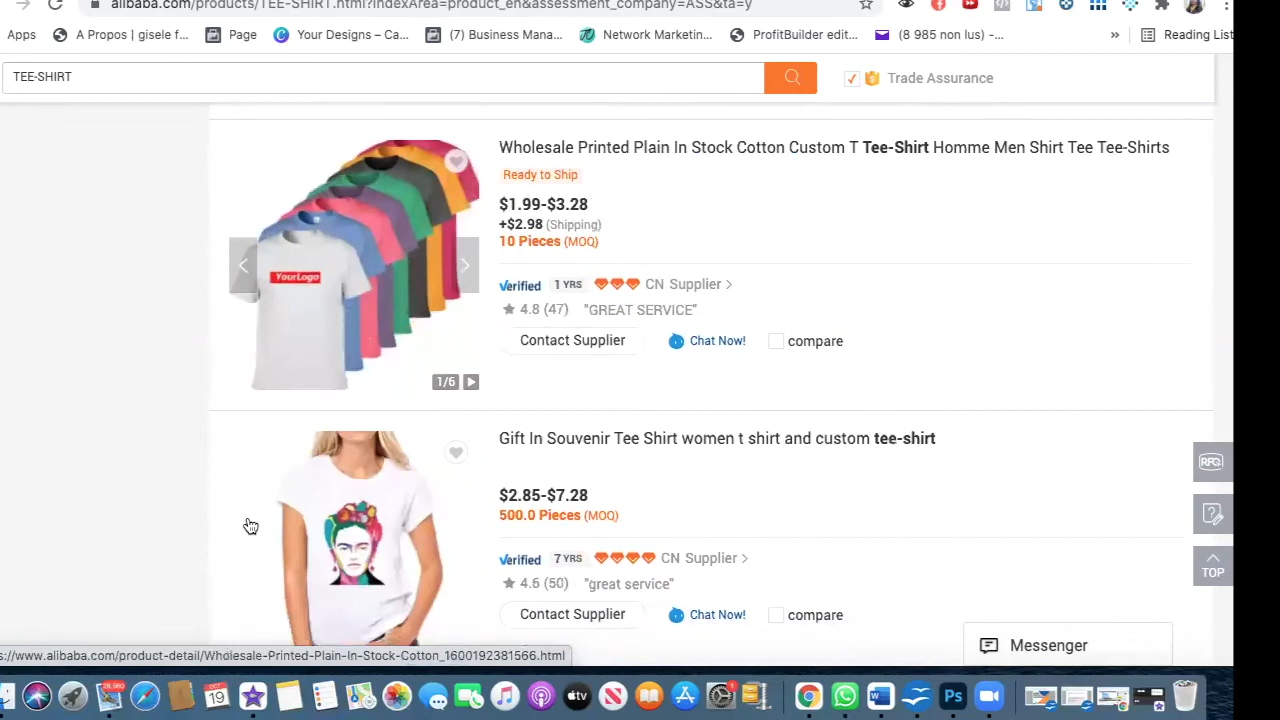 alibaba.com/products/TEE-SHIRT.html?IndexArea=product_en&assessment_company=ASS&ta=y
Apps A Propos | gisele f... Page Your Designes – Ca... (7) Business Mana... Network Marketin... ProfitBuilder edit... (8 985 non lus) -... » Reading List
TEE-SHIRT Trade Assurance
Wholesale Printed Plain In Stock Cotton Custom T Tee-Shirt Homme Men Shirt Tee Tee-Shirts
Ready to Ship
$1.99-$3.28
+$2.98 (Shipping)
10 Pieces (MOQ)
YourLogo
Verified 1 YRS CN Supplier >
4.8 (47) "GREAT SERVICE"
Contact Supplier Chat Now! compare
1/6
Gift In Souvenir Tee Shirt women t shirt and custom tee-shirt
$2.85-$7.28
500.0 Pieces (MOQ)
RFQ
Verified 7 YRS CN Supplier >
TOP
4.6 (50) "great service"
Contact Supplier Chat Now! compare
Messenger
s://www.alibaba.com/product-detail/Wholesale-Printed-Plain-In-Stock-Cotton_1600192381566.html
OCT
19
tv
W
Ps